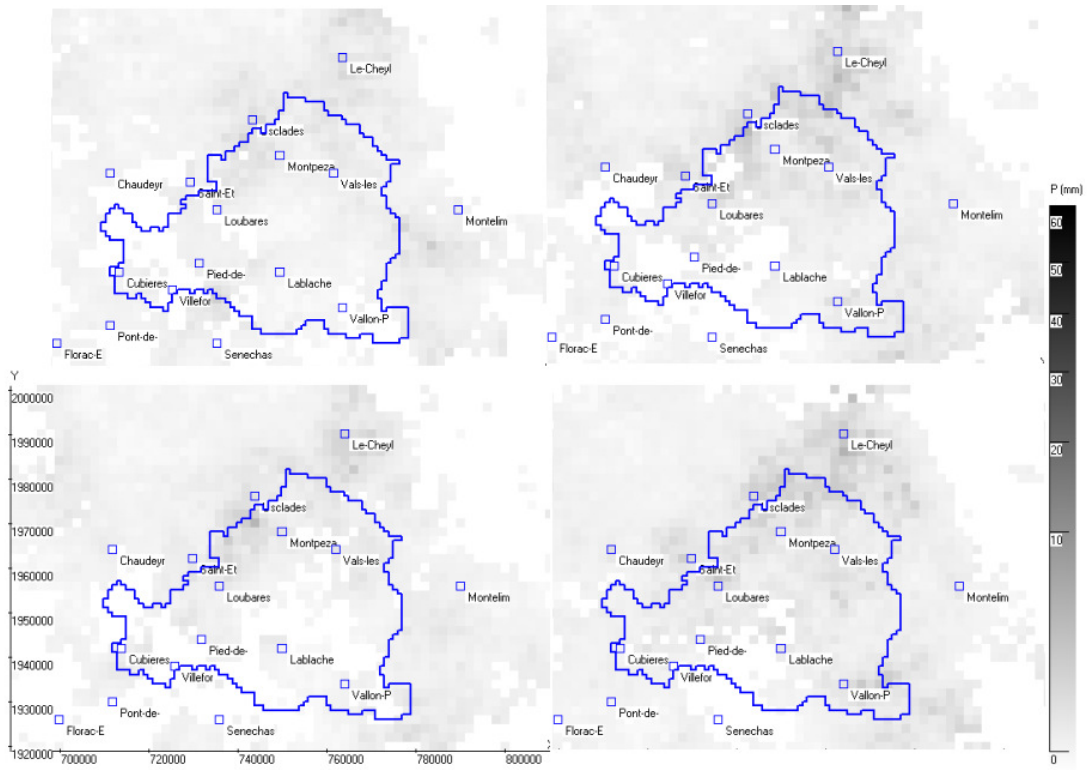 Le-Cheyl
sclades
Montpeza
Chaudeyr
Vals-les
Saint-Et
Loubares
Montelim
Pied-de-
Cubieres
Lablache
Villefor
Vallon-P
Pont-de-
Florac-E
Senechas
Le-Cheyl
sclades
Montpeza
Chaudeyr
Vals-les
Saint-Et
Loubares
Montelim
Pied-de-
Cubieres
Lablache
Villefor
Vallon-P
Pont-de-
Florac-E
Senechas
P (mm)
60
50
40
30
20
10
0
Y
2000000
1990000
1980000
1970000
1960000
1950000
1940000
1930000
1920000
700000
720000
740000
760000
780000
800000
Le-Cheyl
sclades
Montpeza
Chaudeyr
Vals-les
Saint-Et
Loubares
Montelim
Pied-de-
Cubieres
Lablache
Villefor
Vallon-P
Pont-de-
Florac-E
Senechas
Le-Cheyl
sclades
Montpeza
Chaudeyr
Vals-les
Saint-Et
Loubares
Montelim
Pied-de-
Cubieres
Lablache
Villefor
Vallon-P
Pont-de-
Florac-E
Senechas